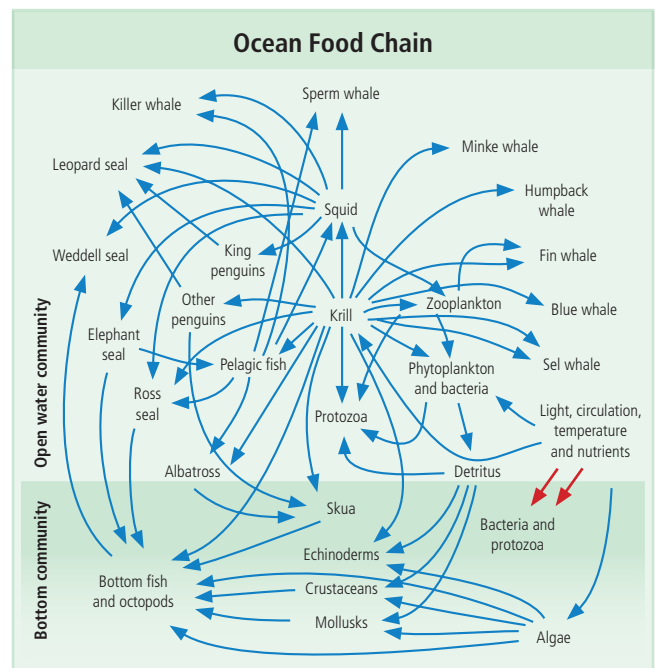 Ocean Food Chain
Sperm whale
Killer whale
Minke whale
Leopard seal
Humpback
whale
Squid
Weddell seal
King
penguins
Fin whale
Other
penguins
Krill
Zooplankton
Blue whale
Elephant
seal
Pelagic fish
Phytoplankton
and bacteria
Sel whale
Ross
seal
Protozoa
Light, circulation,
temperature
and nutrients
Open water community
Albatross
Detritus
Skua
Bacteria and
protozoa
Echinoderms
Bottom fish
and octopods
Crustaceans
Mollusks
Algae
Bottom community